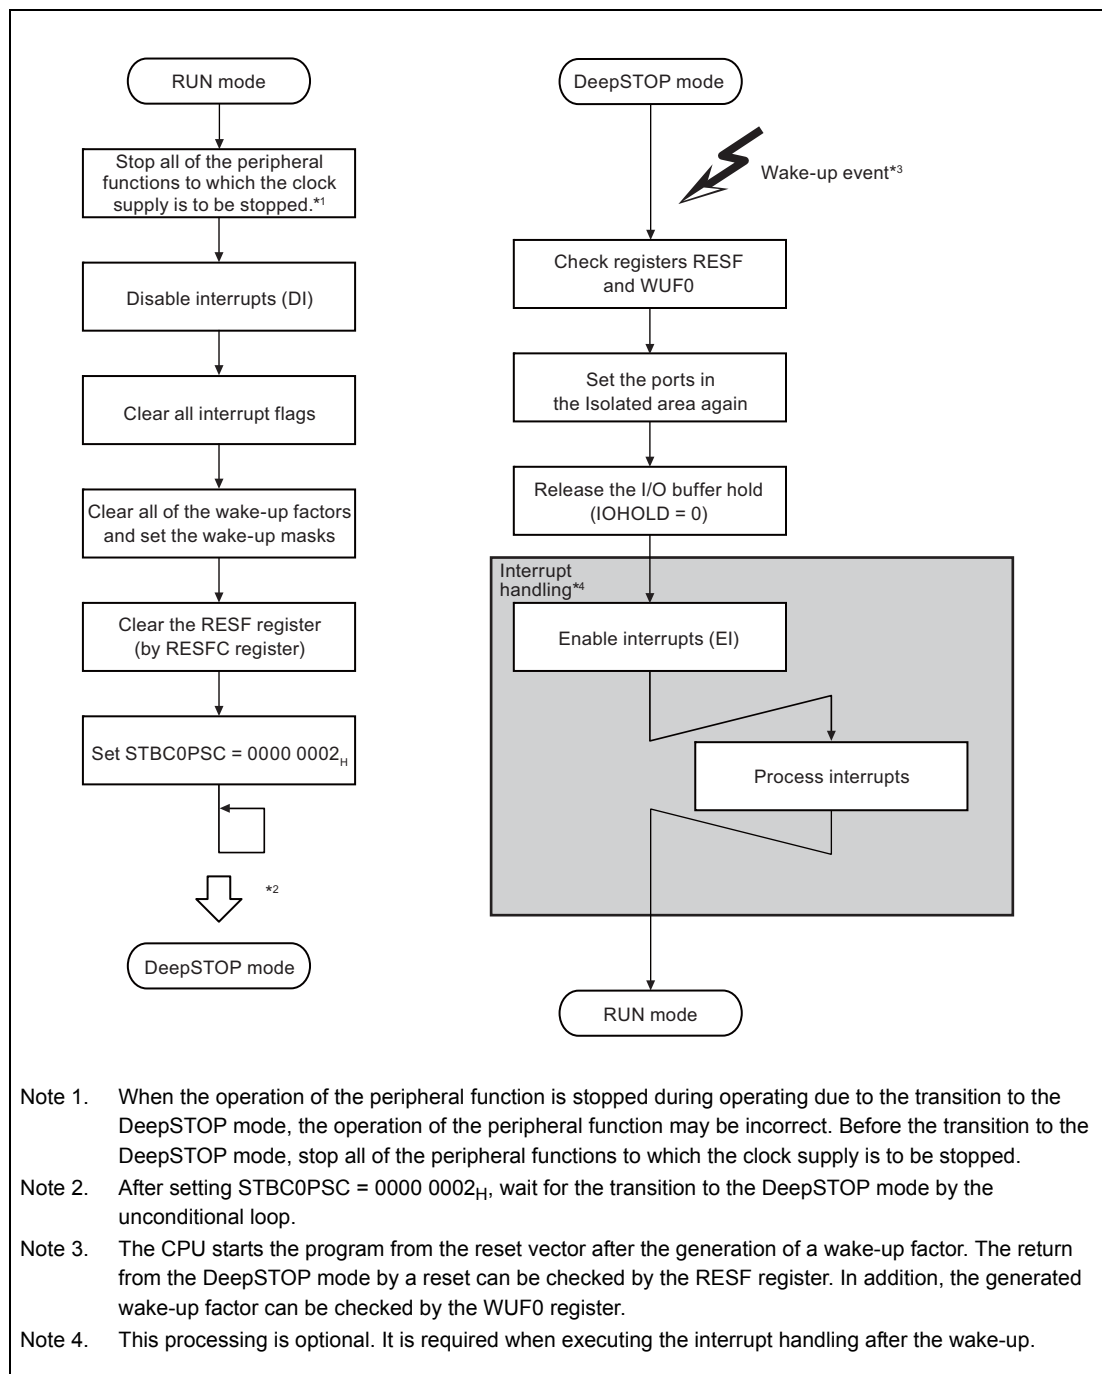 RUN mode
Stop all of the peripheral
functions to which the clock
supply is to be stopped.*1
Disable interrupts (DI)
Clear all interrupt flags
Clear all of the wake-up factors
and set the wake-up masks
Clear the RESF register
(by RESFC register)
Set STBC0PSC = 0000 0002H
*2
DeepSTOP mode
DeepSTOP mode
Wake-up event*3
Check registers RESF
and WUF0
Set the ports in
the Isolated area again
Release the I/O buffer hold
(IOHOLD = 0)
Interrupt
handling*4
Enable interrupts (EI)
Process interrupts
RUN mode
Note 1. When the operation of the peripheral function is stopped during operating due to the transition to the
DeepSTOP mode, the operation of the peripheral function may be incorrect. Before the transition to the
DeepSTOP mode, stop all of the peripheral functions to which the clock supply is to be stopped.
Note 2. After setting STBC0PSC = 0000 0002H, wait for the transition to the DeepSTOP mode by the
unconditional loop.
Note 3. The CPU starts the program from the reset vector after the generation of a wake-up factor. The return
from the DeepSTOP mode by a reset can be checked by the RESF register. In addition, the generated
wake-up factor can be checked by the WUF0 register.
Note 4. This processing is optional. It is required when executing the interrupt handling after the wake-up.